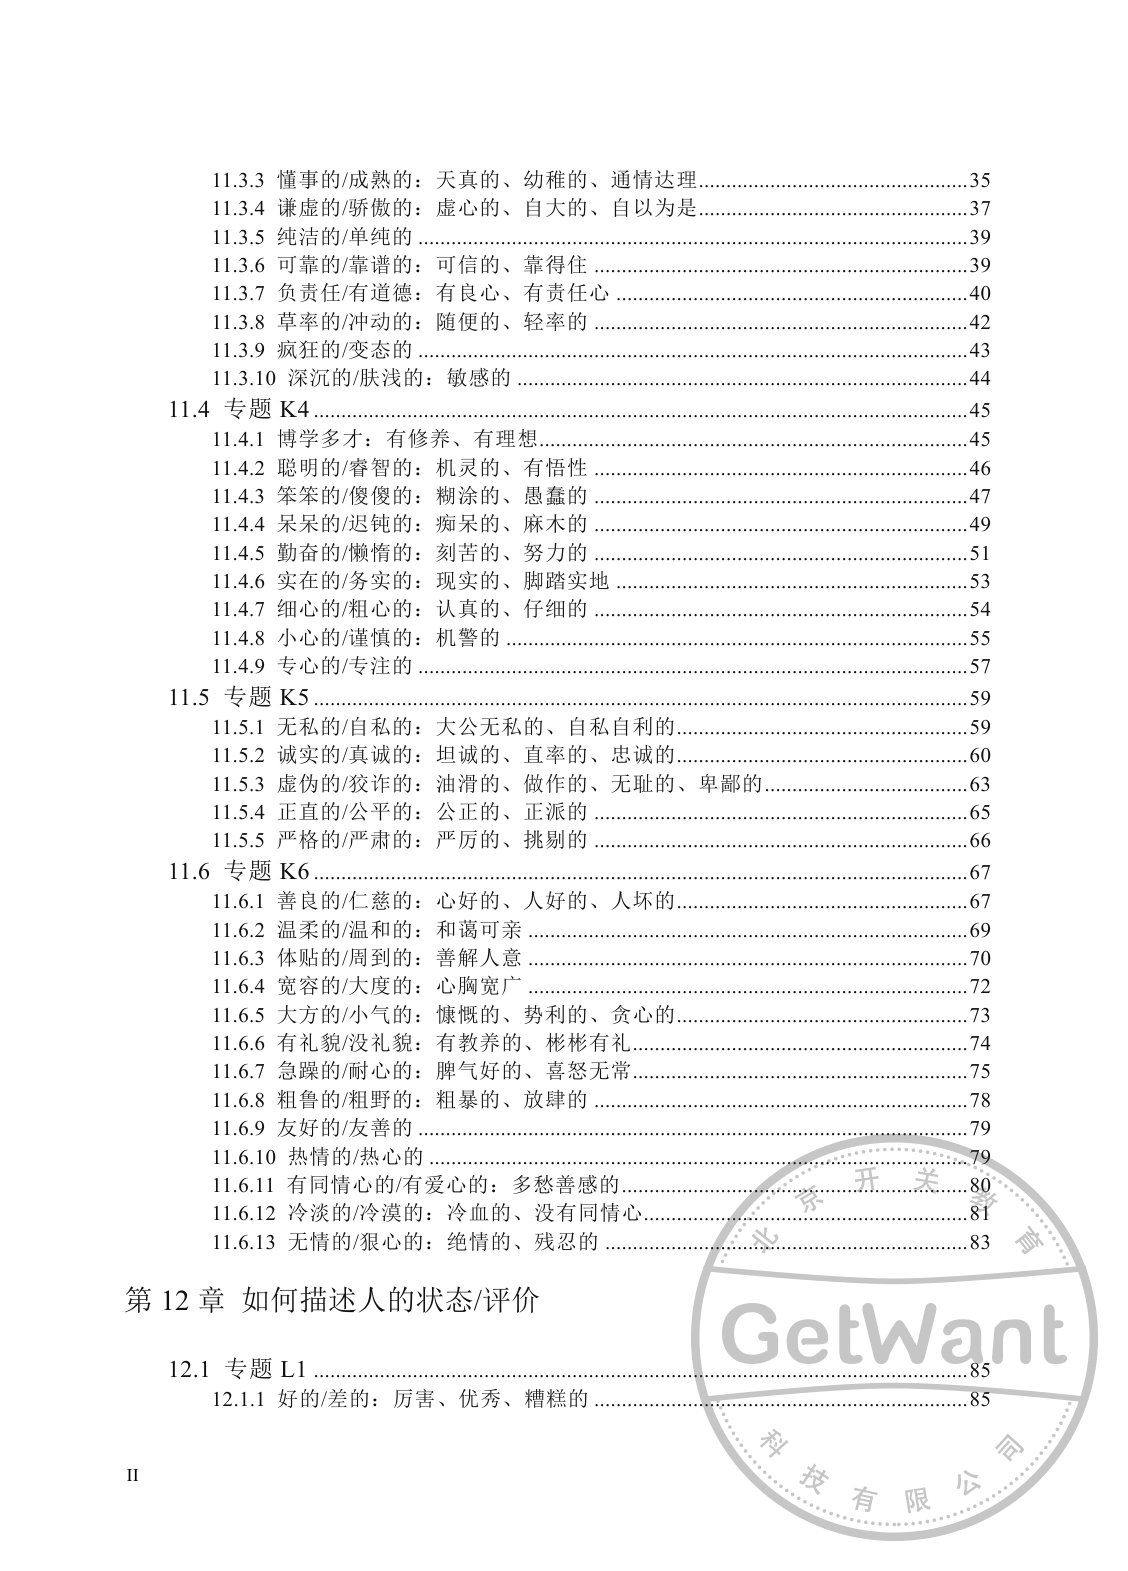 11.3.3 懂事的/成熟的：天真的、幼稚的、通情达理.................................................35
11.3.4 谦虚的/骄傲的：虚心的、自大的、自以为是.................................................37
11.3.5 纯洁的/单纯的 ....................................................................................................39
11.3.6 可靠的/靠谱的：可信的、靠得住 ....................................................................39
11.3.7 负责任/有道德：有良心、有责任心 ................................................................40
11.3.8 草率的/冲动的：随便的、轻率的 ....................................................................42
11.3.9 疯狂的/变态的 ....................................................................................................43
11.3.10 深沉的/肤浅的：敏感的 ..................................................................................44
11.4 专题 K4.......................................................................................................................45
11.4.1 博学多才：有修养、有理想..............................................................................45
11.4.2 聪明的/睿智的：机灵的、有悟性 ....................................................................46
11.4.3 笨笨的/傻傻的：糊涂的、愚蠢的 ....................................................................47
11.4.4 呆呆的/迟钝的：痴呆的、麻木的 ....................................................................49
11.4.5 勤奋的/懒惰的：刻苦的、努力的 ....................................................................51
11.4.6 实在的/务实的：现实的、脚踏实地 ................................................................53
11.4.7 细心的/粗心的：认真的、仔细的 ....................................................................54
11.4.8 小心的/谨慎的：机警的 ....................................................................................55
11.4.9 专心的/专注的 ....................................................................................................57
11.5 专题 K5.......................................................................................................................59
11.5.1 无私的/自私的：大公无私的、自私自利的.....................................................59
11.5.2 诚实的/真诚的：坦诚的、直率的、忠诚的.....................................................60
11.5.3 虚伪的/狡诈的：油滑的、做作的、无耻的、卑鄙的.....................................63
11.5.4 正直的/公平的：公正的、正派的 ....................................................................65
11.5.5 严格的/严肃的：严厉的、挑剔的 ....................................................................66
11.6 专题 K6.......................................................................................................................67
11.6.1 善良的/仁慈的：心好的、人好的、人坏的.....................................................67
11.6.2 温柔的/温和的：和蔼可亲 ................................................................................69
11.6.3 体贴的/周到的：善解人意 ................................................................................70
11.6.4 宽容的/大度的：心胸宽广 ................................................................................72
11.6.5 大方的/小气的：慷慨的、势利的、贪心的.....................................................73
11.6.6 有礼貌/没礼貌：有教养的、彬彬有礼.............................................................74
11.6.7 急躁的/耐心的：脾气好的、喜怒无常.............................................................75
11.6.8 粗鲁的/粗野的：粗暴的、放肆的 ....................................................................78
11.6.9 友好的/友善的 ....................................................................................................79
11.6.10 热情的/热心的 ..................................................................................................79
11.6.11 有同情心的/有爱心的：多愁善感的...............................................................80
11.6.12 冷淡的/冷漠的：冷血的、没有同情心...........................................................81
11.6.13 无情的/狠心的：绝情的、残忍的 ..................................................................83
第 12 章 如何描述人的状态/评价
12.1 专题 L1 .......................................................................................................................85
12.1.1 好的/差的：厉害、优秀、糟糕的 ....................................................................85
II
北京开关教育
GetWant
科技有限公司